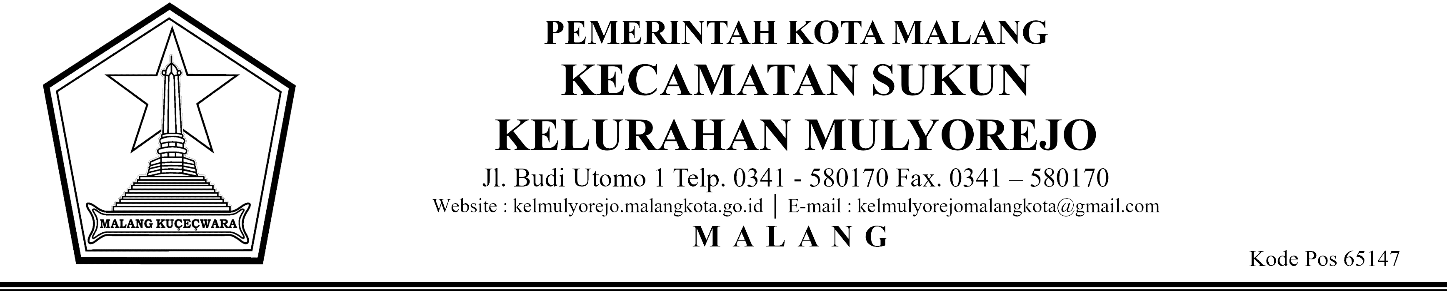 PEMERINTAH KOTA MALANG
KECAMATAN SUKUN
KELURAHAN MULYOREJO
Jl. Budi Utomo 1 Telp. 0341 - 580170 Fax. 0341 – 580170
Website : kelmulyorejo.malangkota.go.id │ E-mail : kelmulyorejomalangkota@gmail.com
M A L A N G
Kode Pos 65147
MALANG KUÇEÇWARA